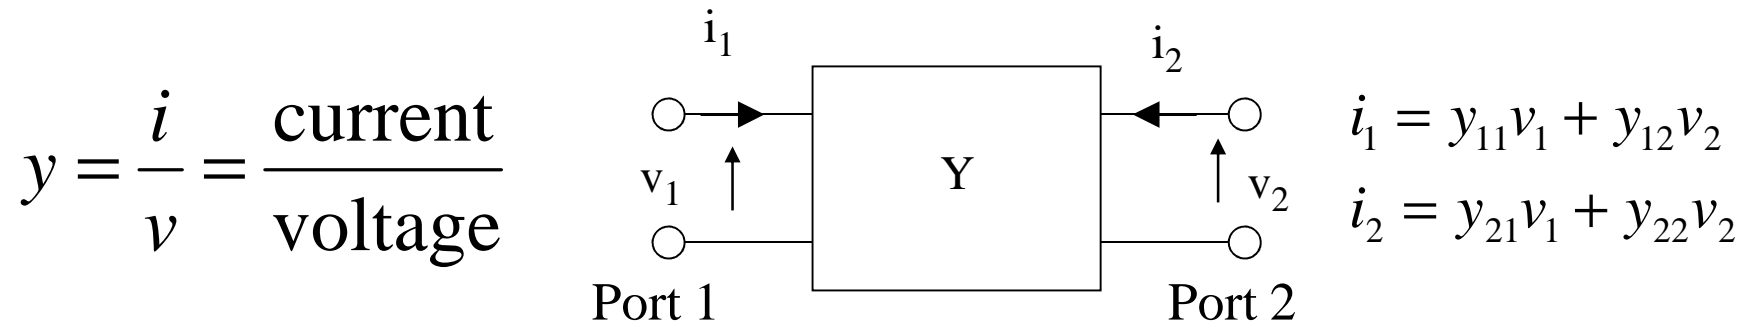 y = i/v = current/voltage
i₁
i₂
v₁
Y
v₂
Port 1
Port 2
i₁ = y₁₁v₁ + y₁₂v₂
i₂ = y₂₁v₁ + y₂₂v₂